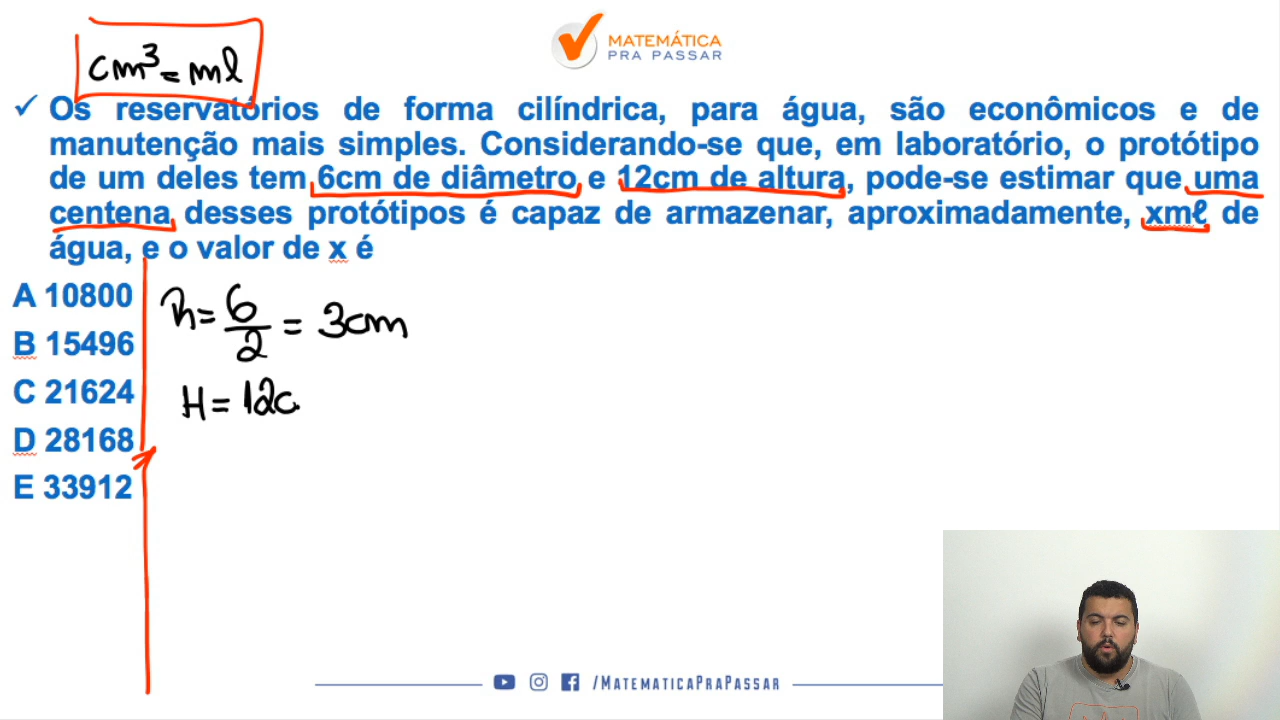 cm³ = mℓ
MATEMÁTICA
PRA PASSAR
✓ Os reservatórios de forma cilíndrica, para água, são econômicos e de
manutenção mais simples. Considerando-se que, em laboratório, o protótipo
de um deles tem 6cm de diâmetro e 12cm de altura, pode-se estimar que uma
centena desses protótipos é capaz de armazenar, aproximadamente, xmℓ de
água, e o valor de x é
A 10800
B 15496
C 21624
D 28168
E 33912
r = 6/2 = 3cm
H = 12c
/MatematicaPraPassar